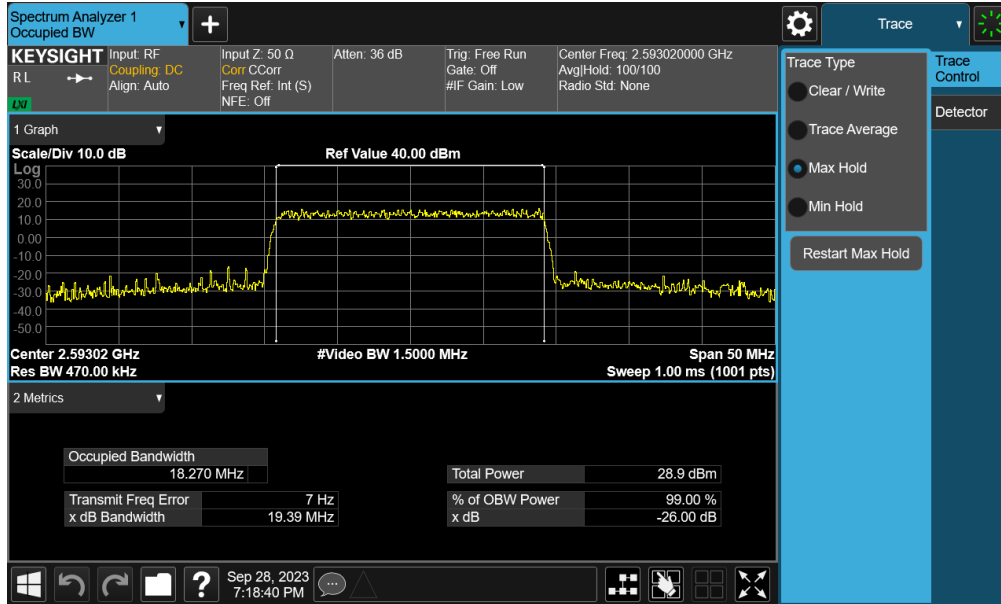 Spectrum Analyzer 1
Occupied BW
+
Trace
KEYSIGHT
R L
LXI
Input: RF
Coupling: DC
Align: Auto
Input Z: 50 Ω
Corr CCorr
Freq Ref: Int (S)
NFE: Off
Atten: 36 dB
Trig: Free Run
Gate: Off
#IF Gain: Low
Center Freq: 2.593020000 GHz
Avg|Hold: 100/100
Radio Std: None
1 Graph
Scale/Div 10.0 dB
Ref Value 40.00 dBm
Log
30.0
20.0
10.0
0.00
-10.0
-20.0
-30.0
-40.0
-50.0
Center 2.59302 GHz
#Video BW 1.5000 MHz
Span 50 MHz
Res BW 470.00 kHz
Sweep 1.00 ms (1001 pts)
2 Metrics
Occupied Bandwidth
18.270 MHz
Total Power 28.9 dBm
Transmit Freq Error 7 Hz
% of OBW Power 99.00 %
x dB Bandwidth 19.39 MHz
x dB -26.00 dB
Trace Type
Clear / Write
Trace Average
Max Hold
Min Hold
Restart Max Hold
Trace
Control
Detector
?
Sep 28, 2023
7:18:40 PM